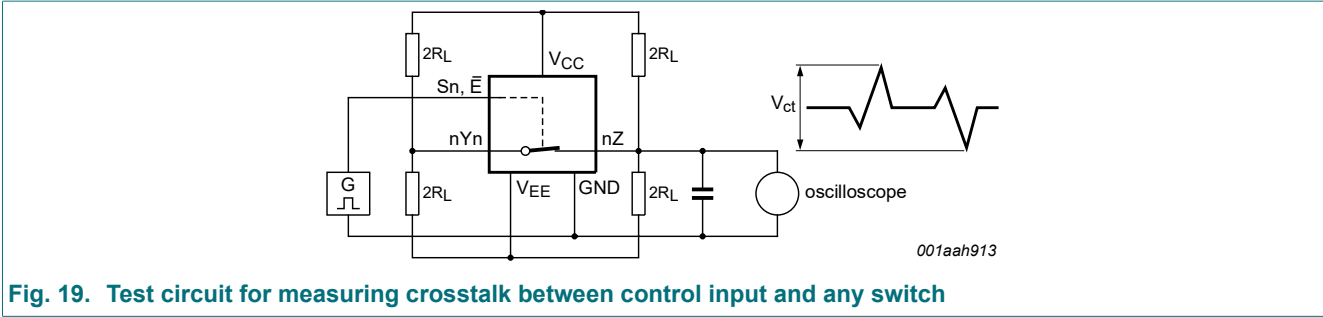 2RL
VCC
2RL
Sn, E̅
Vct
nYn
nZ
G
2RL
VEE
GND
2RL
oscilloscope
001aah913
Fig. 19. Test circuit for measuring crosstalk between control input and any switch